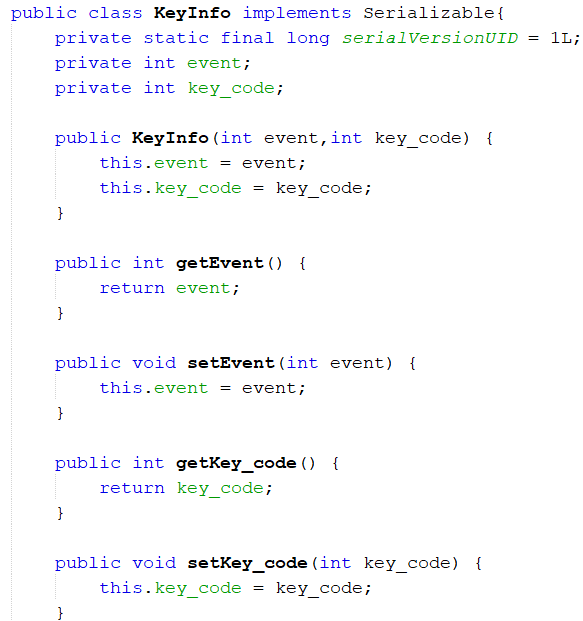 public class KeyInfo implements Serializable{
    private static final long serialVersionUID = 1L;
    private int event;
    private int key_code;

    public KeyInfo(int event,int key_code) {
        this.event = event;
        this.key_code = key_code;
    }

    public int getEvent() {
        return event;
    }

    public void setEvent(int event) {
        this.event = event;
    }

    public int getKey_code() {
        return key_code;
    }

    public void setKey_code(int key_code) {
        this.key_code = key_code;
    }